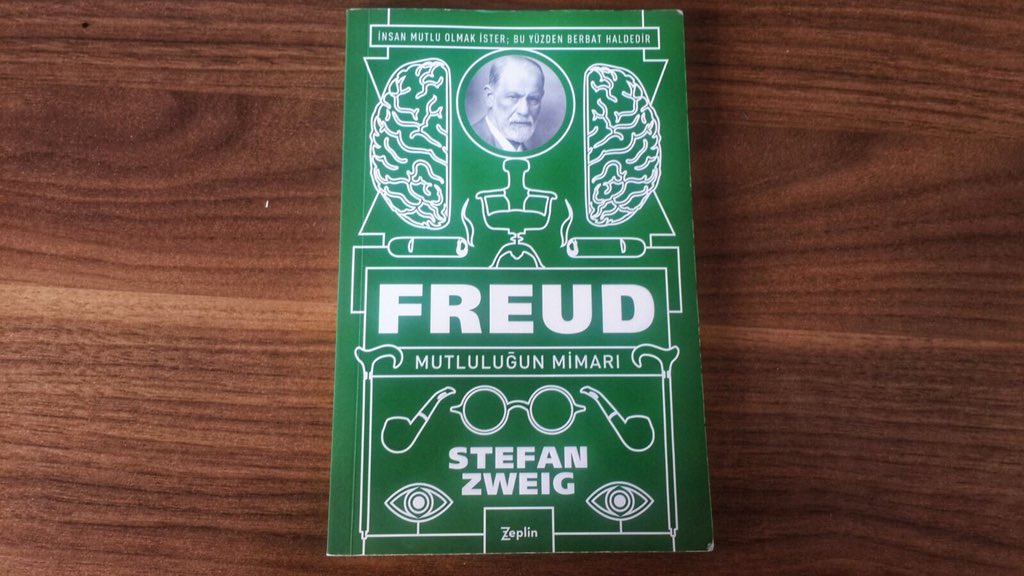 İNSAN MUTLU OLMAK İSTER; BU YÜZDEN BERBAT HALDEDİR
FREUD
MUTLULUĞUN MİMARI
STEFAN
ZWEIG
Zeplin